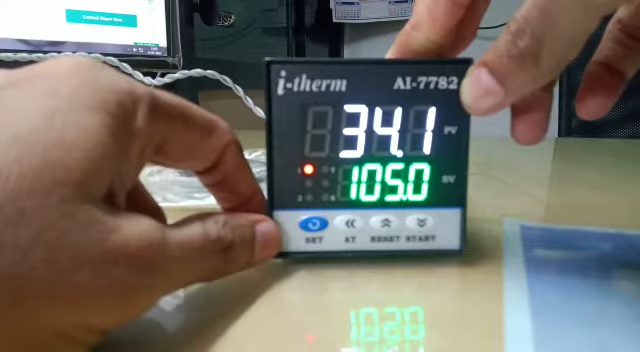 i-therm AI-7782
34.1 PV
105.0 SV
SET AT RESET START